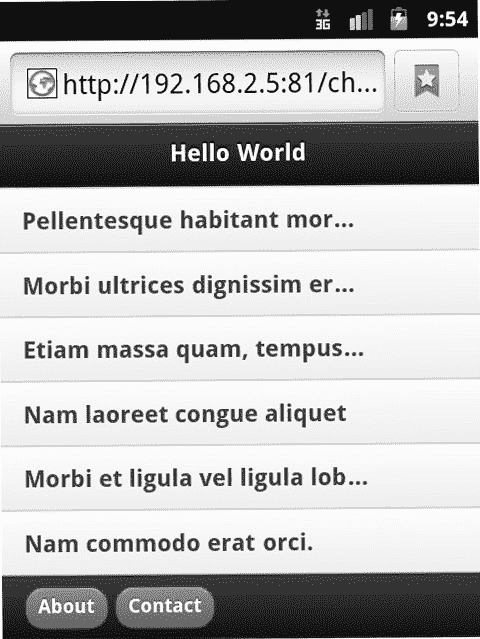 3G 9:54
http://192.168.2.5:81/ch...
Hello World
Pellentesque habitant mor...
Morbi ultrices dignissim er...
Etiam massa quam, tempus...
Nam laoreet congue aliquet
Morbi et ligula vel ligula lob...
Nam commodo erat orci.
About Contact